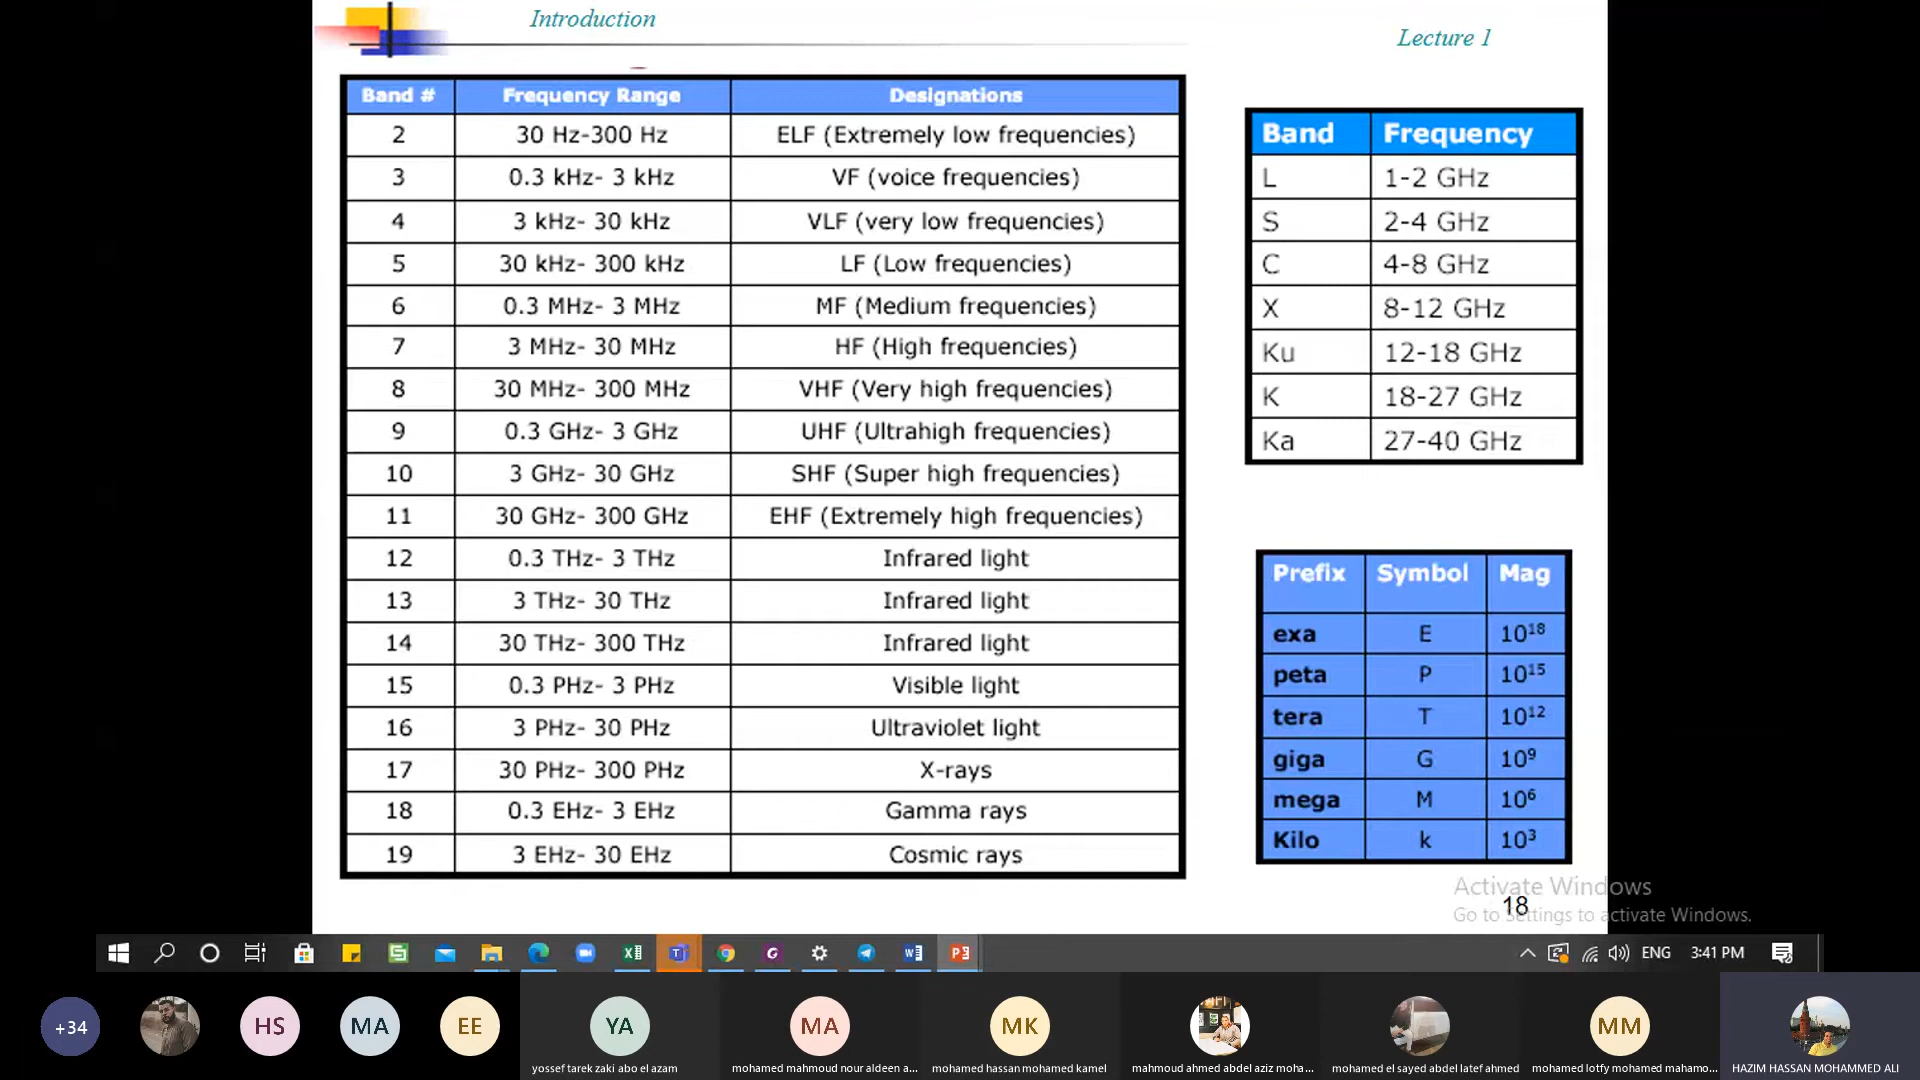 Introduction
Lecture 1
Band # Frequency Range Designations
2 30 Hz-300 Hz ELF (Extremely low frequencies)
3 0.3 kHz- 3 kHz VF (voice frequencies)
4 3 kHz- 30 kHz VLF (very low frequencies)
5 30 kHz- 300 kHz LF (Low frequencies)
6 0.3 MHz- 3 MHz MF (Medium frequencies)
7 3 MHz- 30 MHz HF (High frequencies)
8 30 MHz- 300 MHz VHF (Very high frequencies)
9 0.3 GHz- 3 GHz UHF (Ultrahigh frequencies)
10 3 GHz- 30 GHz SHF (Super high frequencies)
11 30 GHz- 300 GHz EHF (Extremely high frequencies)
12 0.3 THz- 3 THz Infrared light
13 3 THz- 30 THz Infrared light
14 30 THz- 300 THz Infrared light
15 0.3 PHz- 3 PHz Visible light
16 3 PHz- 30 PHz Ultraviolet light
17 30 PHz- 300 PHz X-rays
18 0.3 EHz- 3 EHz Gamma rays
19 3 EHz- 30 EHz Cosmic rays
Band Frequency
L 1-2 GHz
S 2-4 GHz
C 4-8 GHz
X 8-12 GHz
Ku 12-18 GHz
K 18-27 GHz
Ka 27-40 GHz
Prefix Symbol Mag
exa E 10¹⁸
peta P 10¹⁵
tera T 10¹²
giga G 10⁹
mega M 10⁶
Kilo k 10³
Activate Windows
18
Go to Settings to activate Windows.
ENG 3:41 PM
+34 HS MA EE YA MA MK MM
yossef tarek zaki abo el azam
mohamed mahmoud nour aldeen a...
mohamed hassan mohamed kamel
mahmoud ahmed abdel aziz moha...
mohamed el sayed abdel latef ahmed
mohamed lotfy mohamed mahamo...
HAZIM HASSAN MOHAMMED ALI